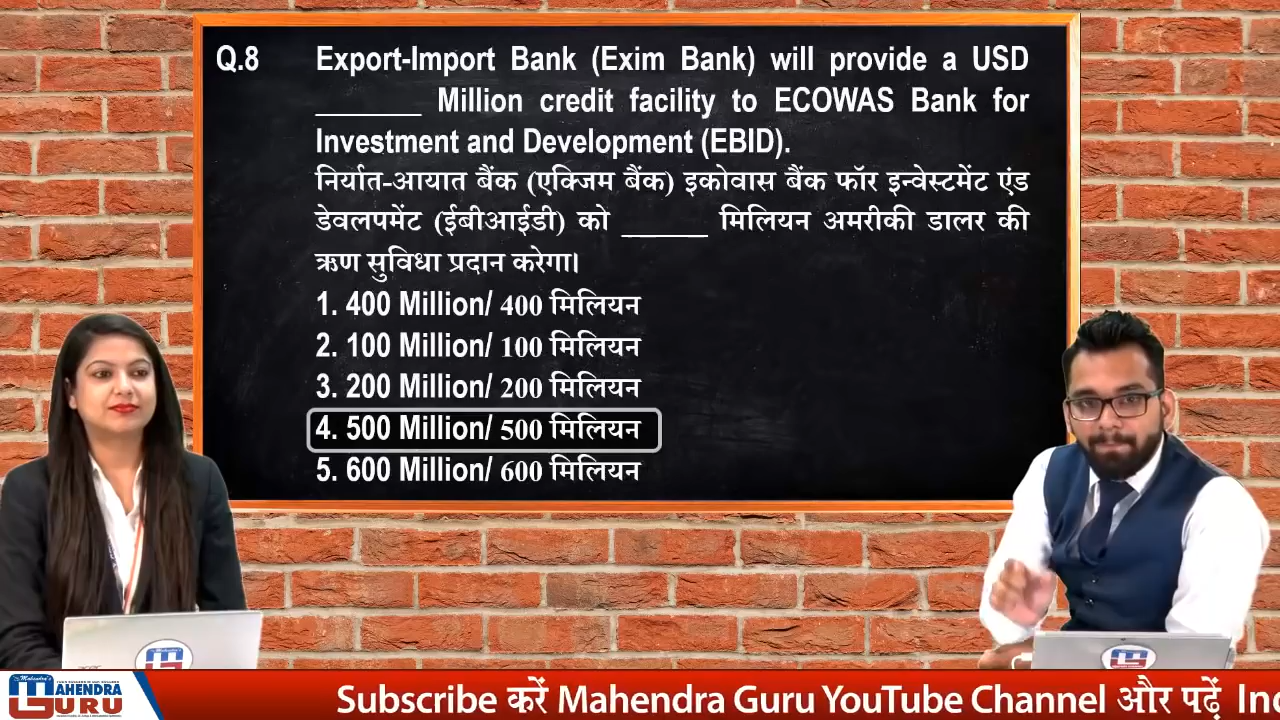 Q.8 Export-Import Bank (Exim Bank) will provide a USD
_______ Million credit facility to ECOWAS Bank for
Investment and Development (EBID).
निर्यात-आयात बैंक (एक्जिम बैंक) इकोवास बैंक फॉर इन्वेस्टमेंट एंड
डेवलपमेंट (ईबीआईडी) को ______ मिलियन अमरीकी डालर की
ऋण सुविधा प्रदान करेगा।
1. 400 Million/ 400 मिलियन
2. 100 Million/ 100 मिलियन
3. 200 Million/ 200 मिलियन
4. 500 Million/ 500 मिलियन
5. 600 Million/ 600 मिलियन
Mahendra's
MAHENDRA
GURU
Subscribe करें Mahendra Guru YouTube Channel और पढ़ें Inc